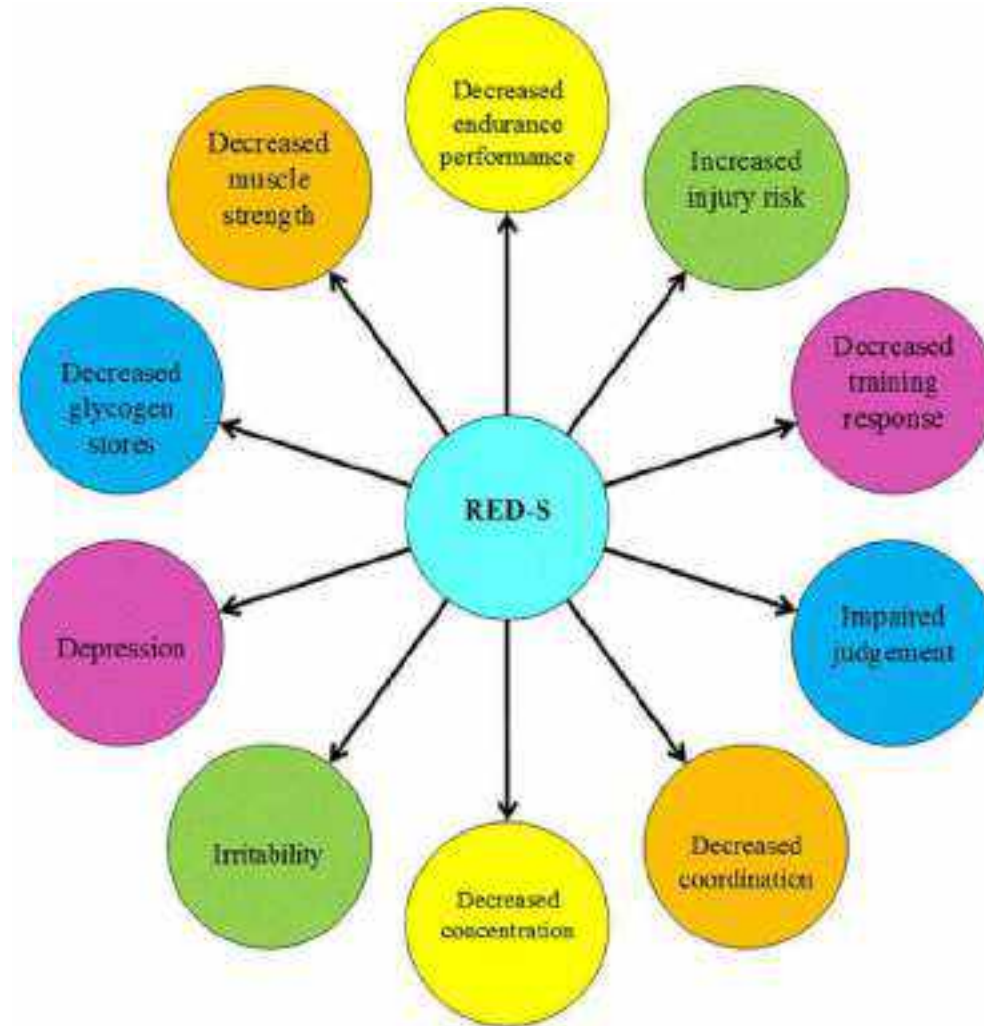 Decreased
endurance
performance
Increased
injury risk
Decreased
training
response
Impaired
judgement
Decreased
coordination
Decreased
concentration
Irritability
Depression
Decreased
glycogen
stores
Decreased
muscle
strength
RED-S